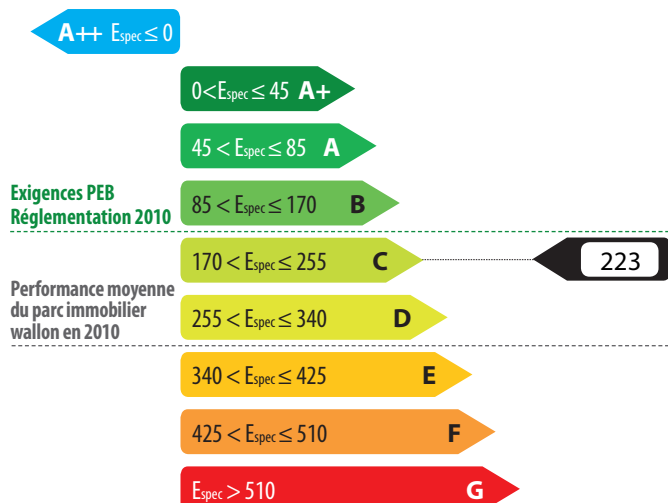 A++ Espec ≤ 0
0<Espec ≤ 45 A+
45 < Espec ≤ 85 A
Exigences PEB
Réglementation 2010
85 < Espec ≤ 170 B
170 < Espec ≤ 255 C
223
Performance moyenne
du parc immobilier
wallon en 2010
255 < Espec ≤ 340 D
340 < Espec ≤ 425 E
425 < Espec ≤ 510 F
Espec > 510 G